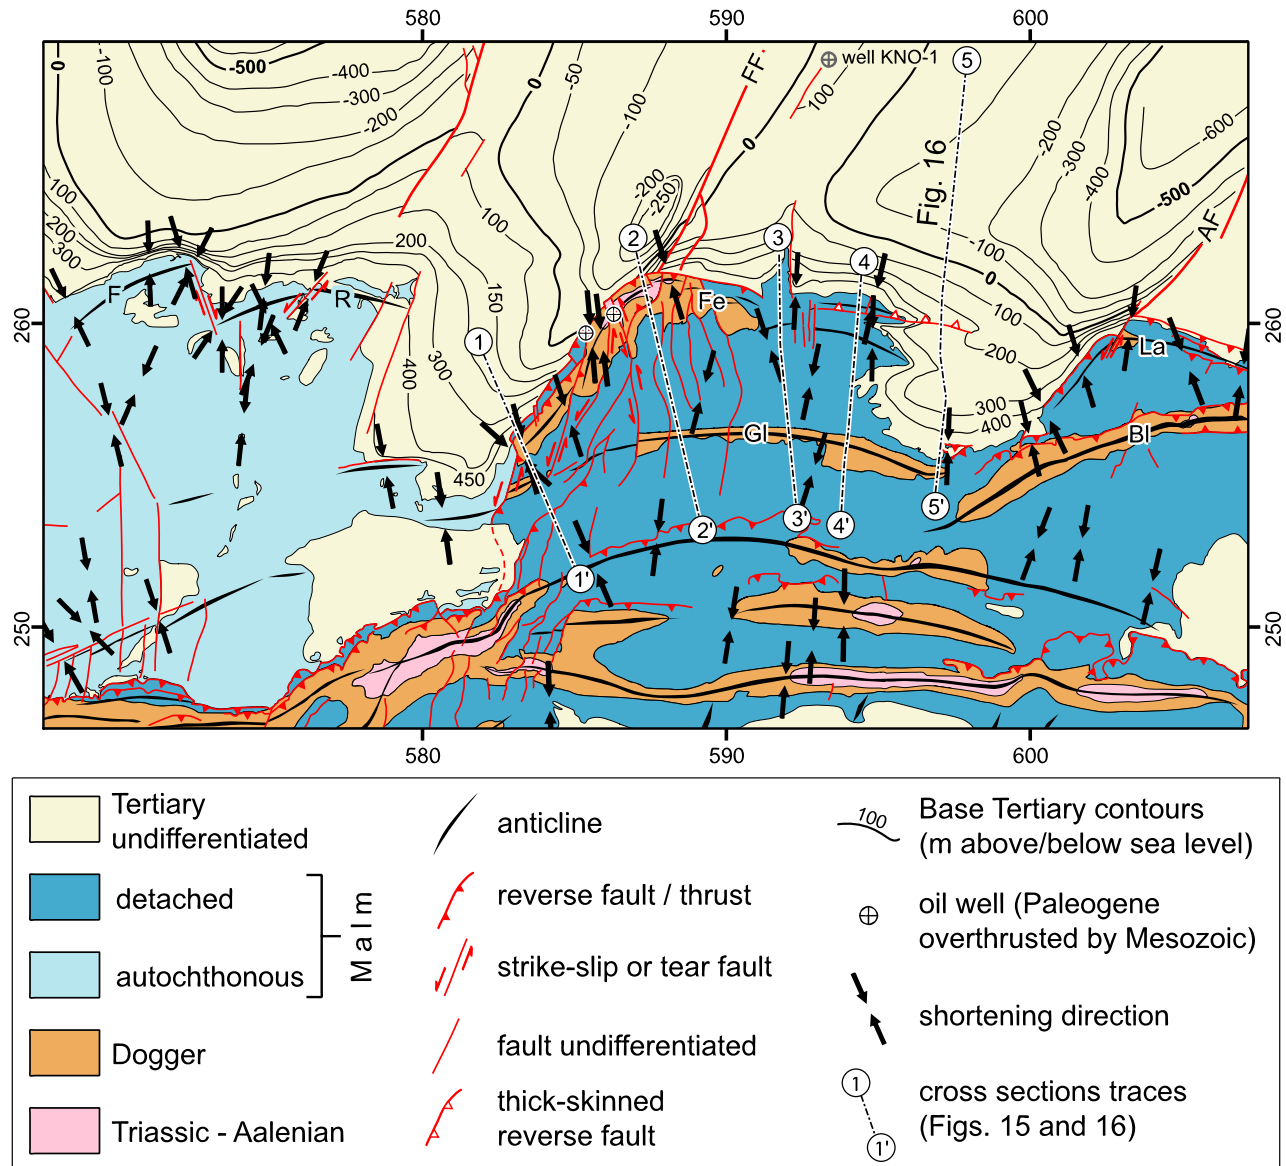 580 590 600
0 -100 -500 -400 -300 -200 0 -50 -100 FF. well KNO-1 100 5
-200 -300 -400 -600 -500
Fig. 16
100 200 300 200 100 150 -200 -250 0 -100 0 100 200 AF
F R 2 3 4 Fe La
260 260
1 400 300 300 400
Gl Bl
450 5'
2' 3' 4'
1'
250 250
580 590 600
Tertiary
undifferentiated
detached
autochthonous
Malm
Dogger
Triassic - Aalenian
anticline
reverse fault / thrust
strike-slip or tear fault
fault undifferentiated
thick-skinned
reverse fault
100
Base Tertiary contours
(m above/below sea level)
oil well (Paleogene
overthrusted by Mesozoic)
shortening direction
1
1'
cross sections traces
(Figs. 15 and 16)